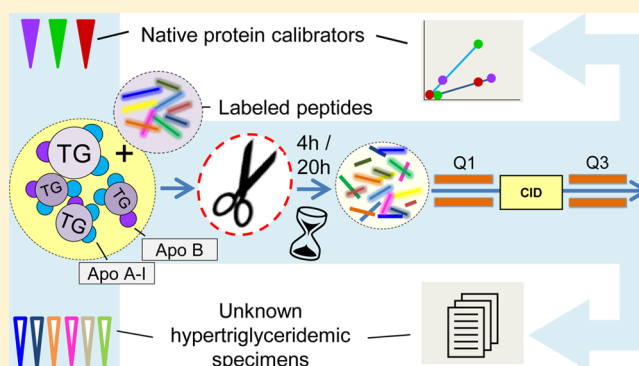 Native protein calibrators
Labeled peptides
TG
+
TG
TG
TG
Apo B
Apo A-I
4h /
20h
Q1
CID
Q3
Unknown
hypertriglyceridemic
specimens